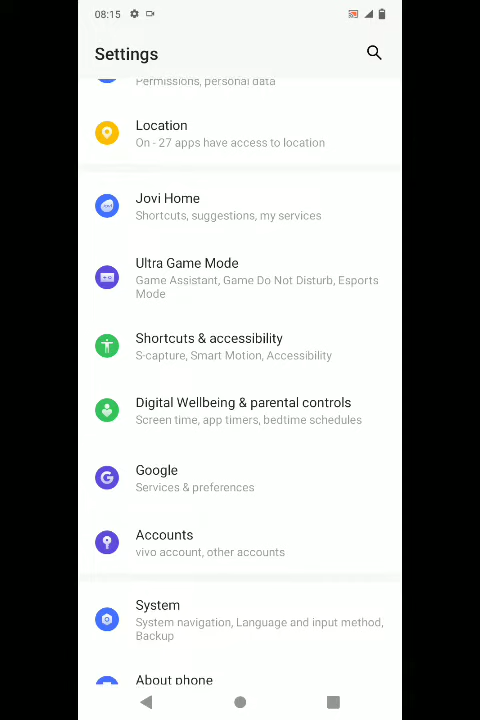 08:15
Settings
Permissions, personal data
Location
On - 27 apps have access to location
Jovi Home
Shortcuts, suggestions, my services
Ultra Game Mode
Game Assistant, Game Do Not Disturb, Esports
Mode
Shortcuts & accessibility
S-capture, Smart Motion, Accessibility
Digital Wellbeing & parental controls
Screen time, app timers, bedtime schedules
Google
Services & preferences
Accounts
vivo account, other accounts
System
System navigation, Language and input method,
Backup
About phone